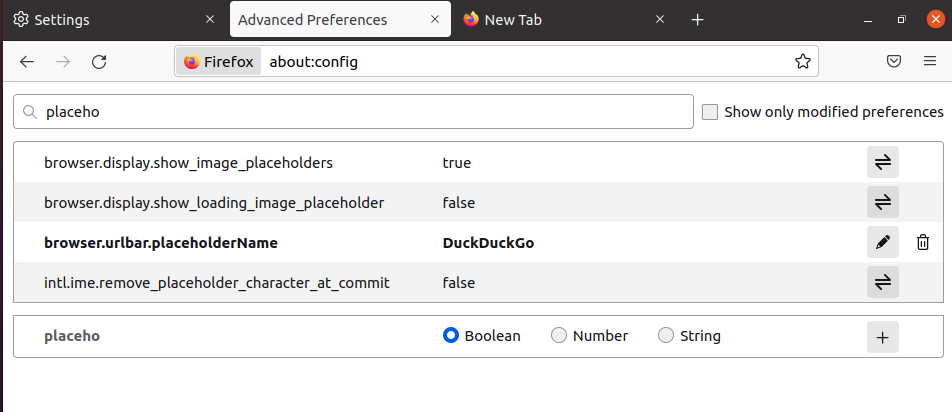 Settings
Advanced Preferences
New Tab
Firefox about:config
placeho
Show only modified preferences
browser.display.show_image_placeholders true
browser.display.show_loading_image_placeholder false
browser.urlbar.placeholderName DuckDuckGo
intl.ime.remove_placeholder_character_at_commit false
placeho Boolean Number String